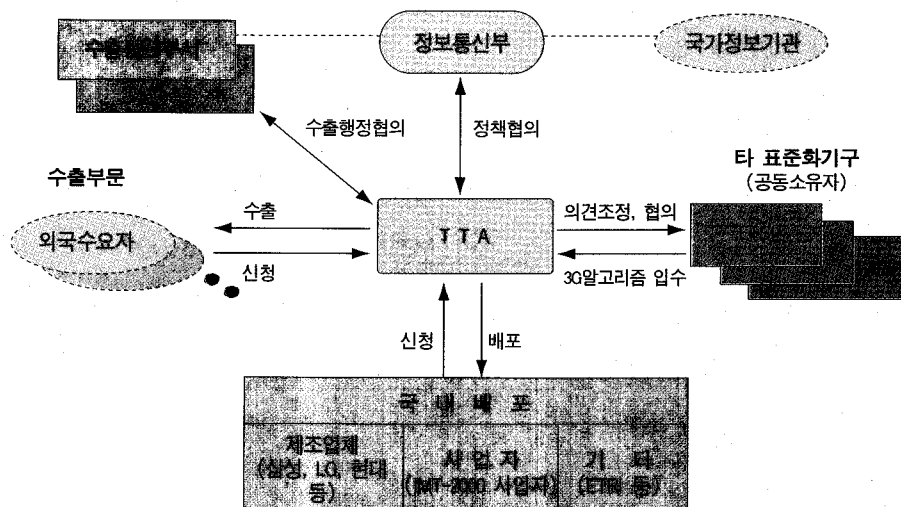 정보통신부
국가정보기관
수출행정협의
정책협의
타 표준화기구
(공동소유자)
수출부문
수출
외국수요자
신청
T T A
의견조정, 협의
3G알고리즘 입수
신청
배포
국 내 배 포
제조업체
(삼성, LG, 현대
등)
사 업 자
(IMT-2000 사업자)
기 타
(ETRI 등)